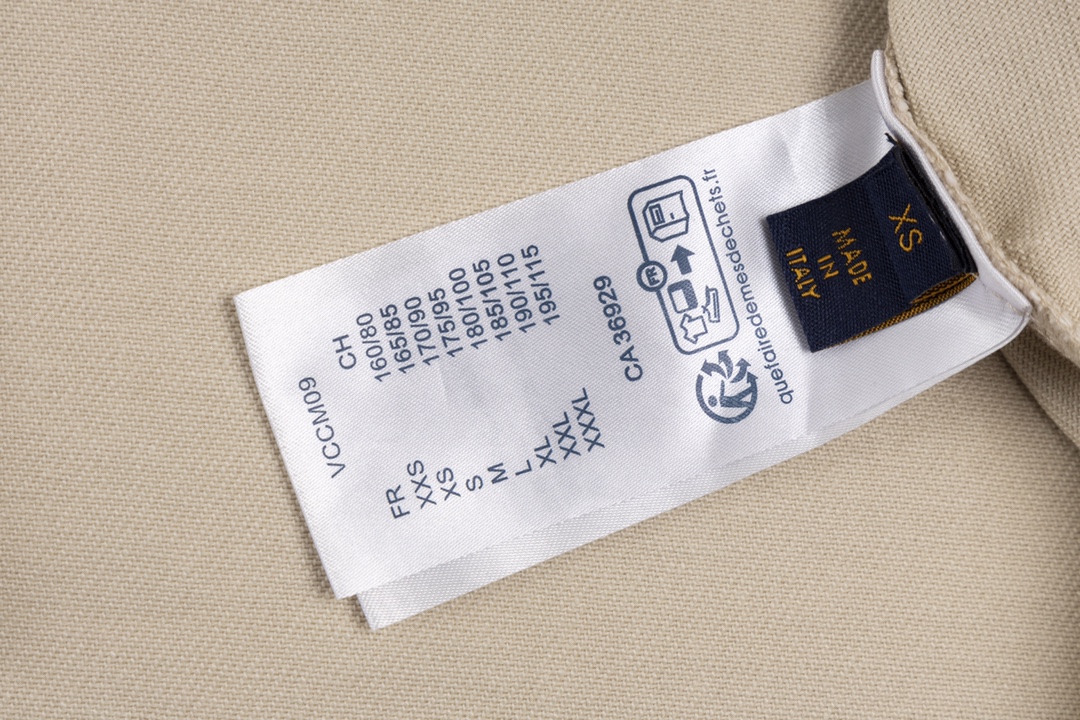 VCCM09
FR CH
XXS 160/80
XS 165/85
S 170/90
M 175/95
L 180/100
XL 185/105
XXL 190/110
XXXL 195/115
CA36929
FR
quefairedemesdechets.fr
XS
MADE
IN
ITALY